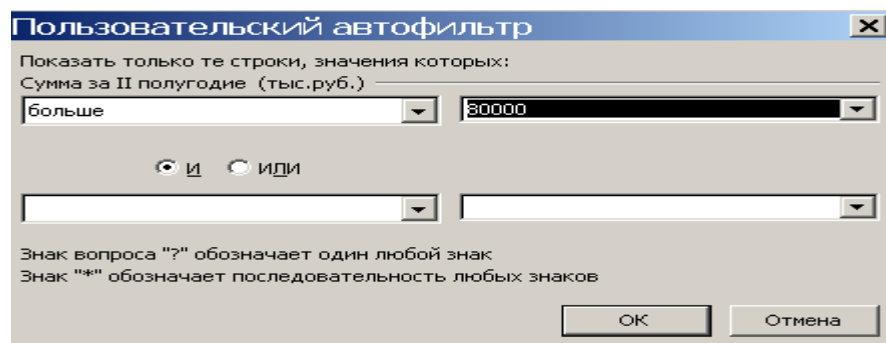 Пользовательский автофильтр
Показать только те строки, значения которых:
Сумма за II полугодие (тыс.руб.)
больше 80000
И ИЛИ
Знак вопроса "?" обозначает один любой знак
Знак "*" обозначает последовательность любых знаков
ОК Отмена